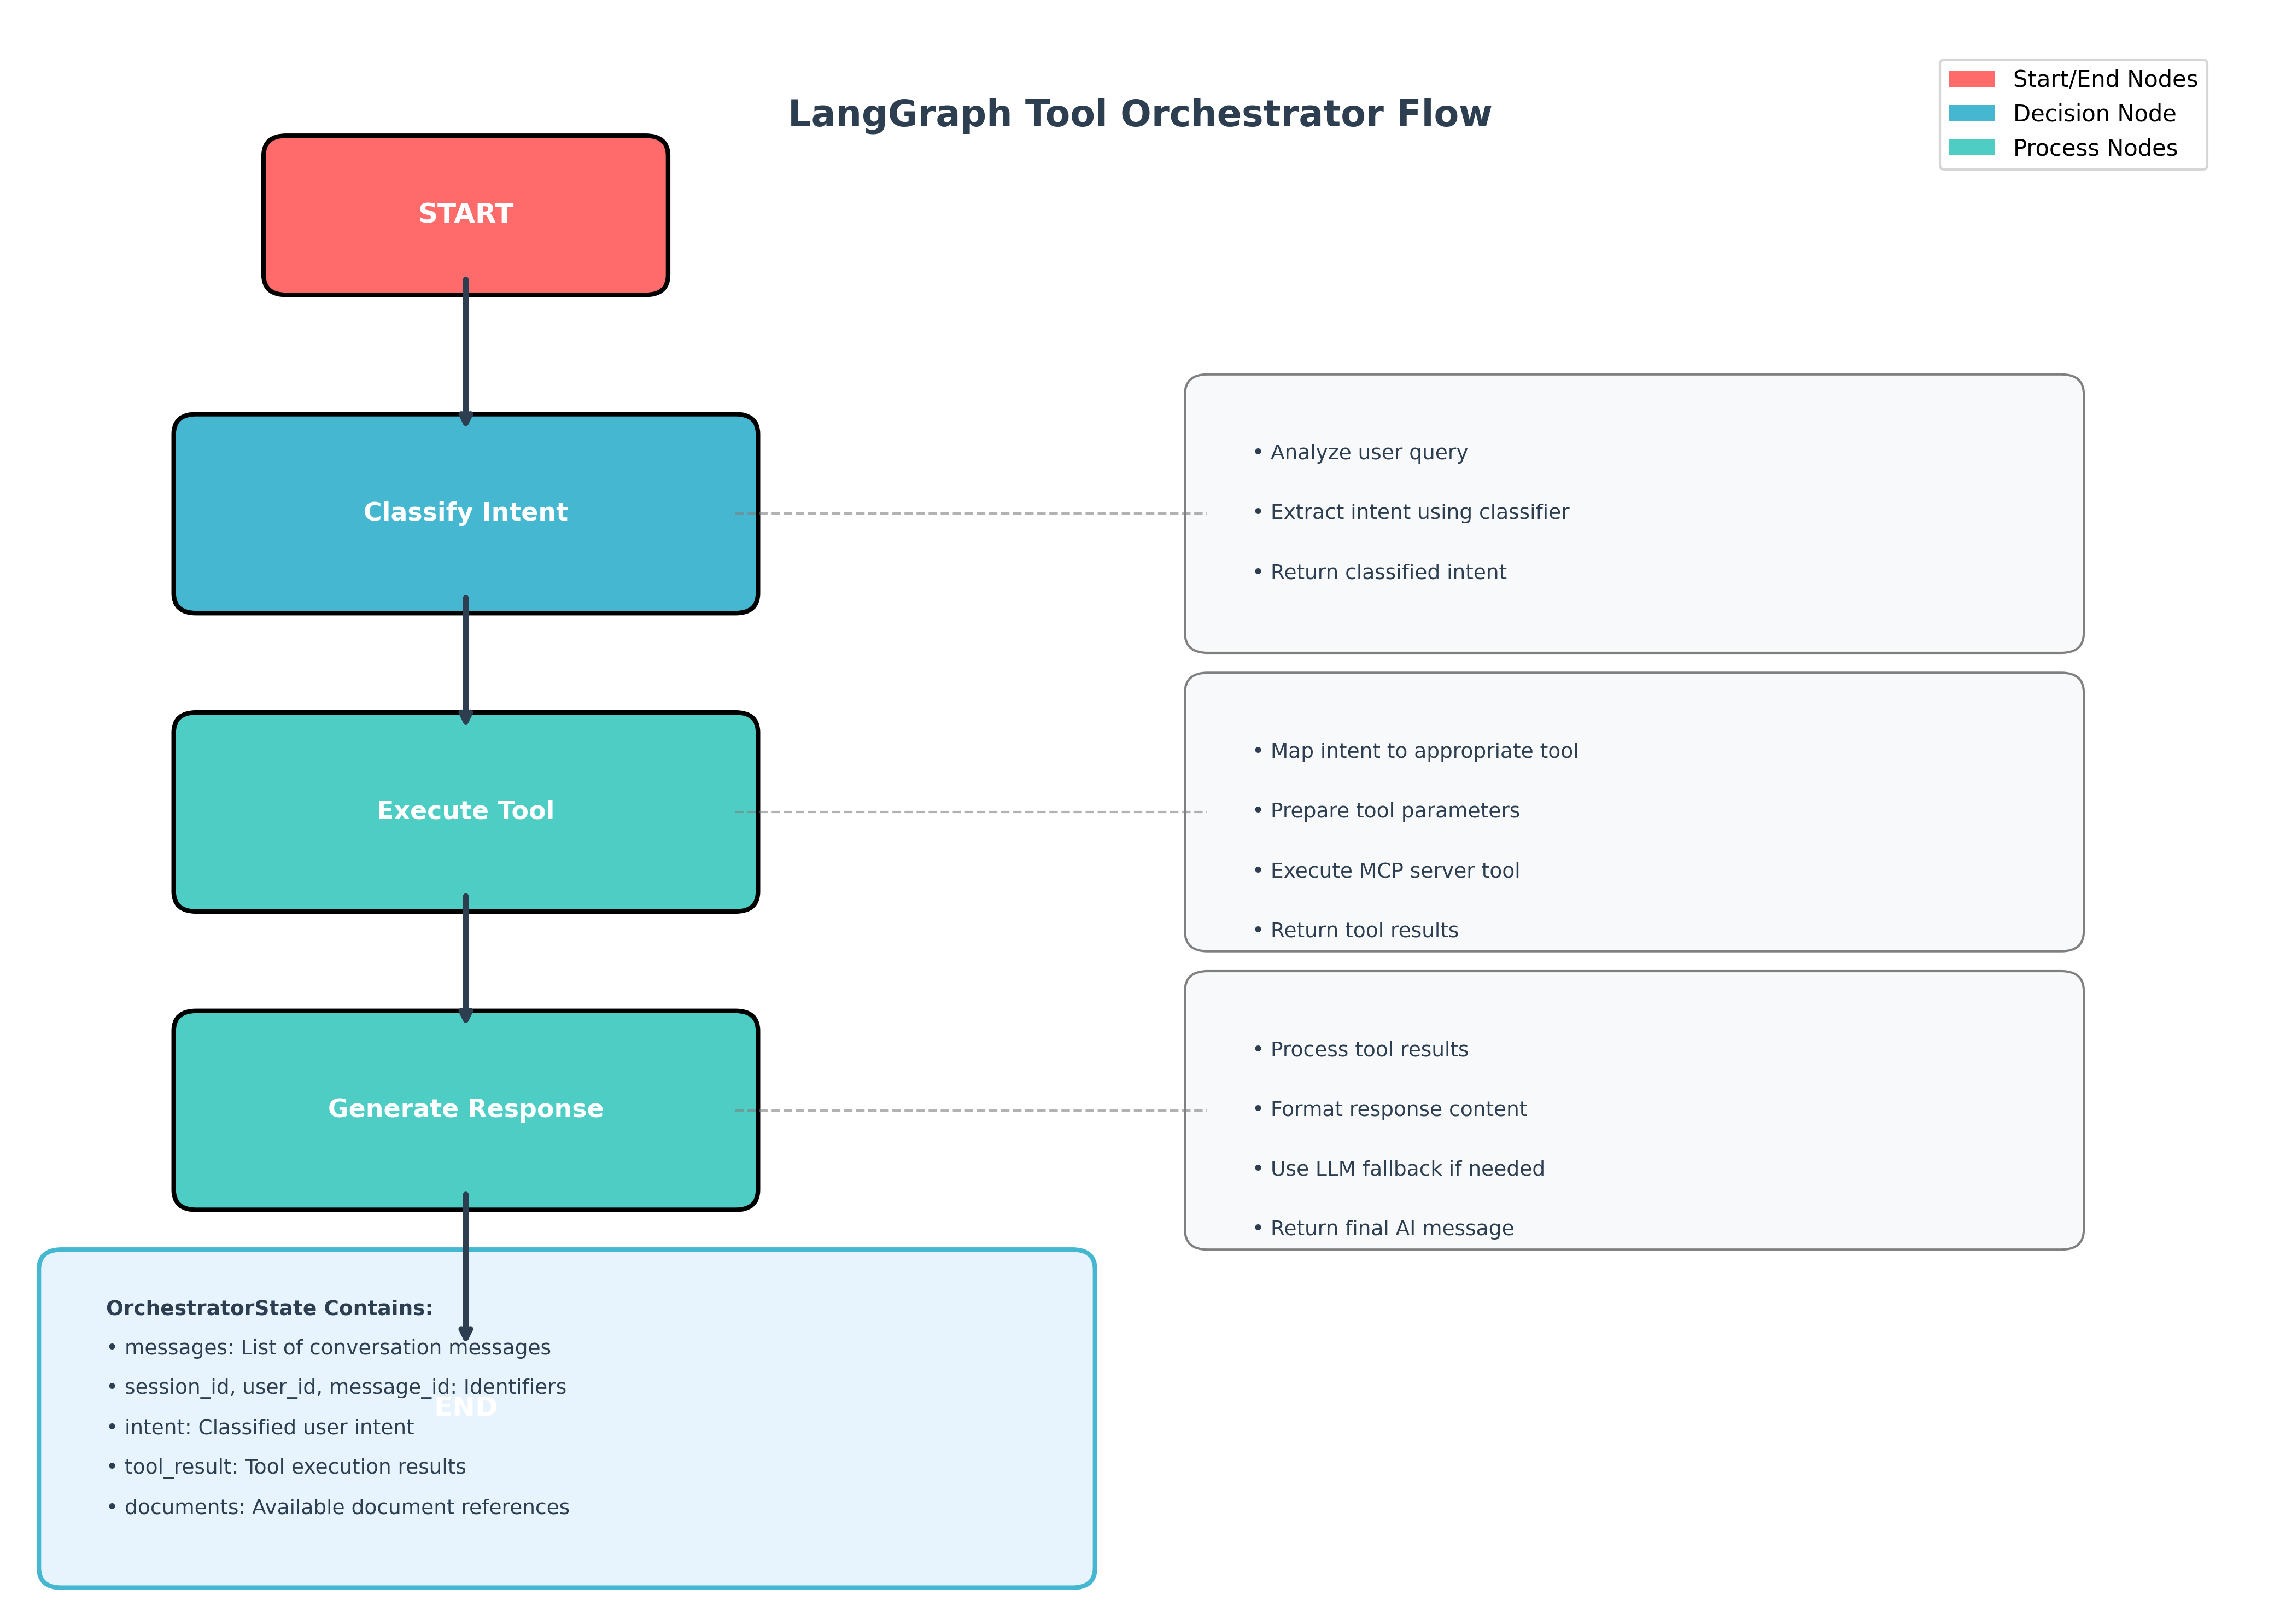 LangGraph Tool Orchestrator Flow
Start/End Nodes
Decision Node
Process Nodes
START
Classify Intent
• Analyze user query
• Extract intent using classifier
• Return classified intent
Execute Tool
• Map intent to appropriate tool
• Prepare tool parameters
• Execute MCP server tool
• Return tool results
Generate Response
• Process tool results
• Format response content
• Use LLM fallback if needed
• Return final AI message
OrchestratorState Contains:
• messages: List of conversation messages
• session_id, user_id, message_id: Identifiers
END
• intent: Classified user intent
• tool_result: Tool execution results
• documents: Available document references